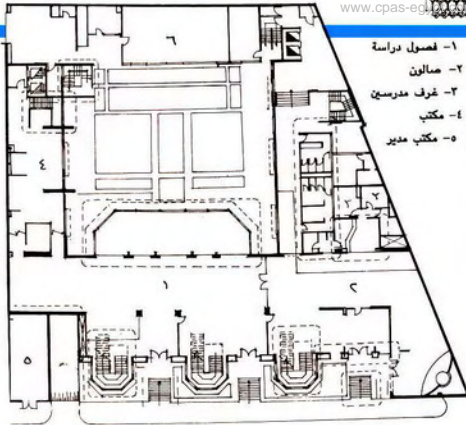 www.cpas-eg
١- فصول دراسة
٢- صالون
٣- غرف مدرسين
٤- مكتب
٥- مكتب مدير
٦
٤
٣
٢
١
٢
٥